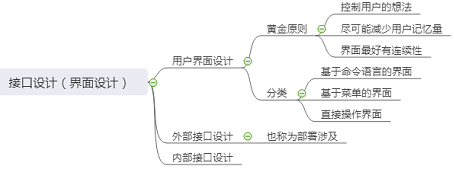 接口设计（界面设计）
用户界面设计
黄金原则
控制用户的想法
尽可能减少用户记忆量
界面最好有连续性
分类
基于命令语言的界面
基于菜单的界面
直接操作界面
外部接口设计
也称为部署涉及
内部接口设计